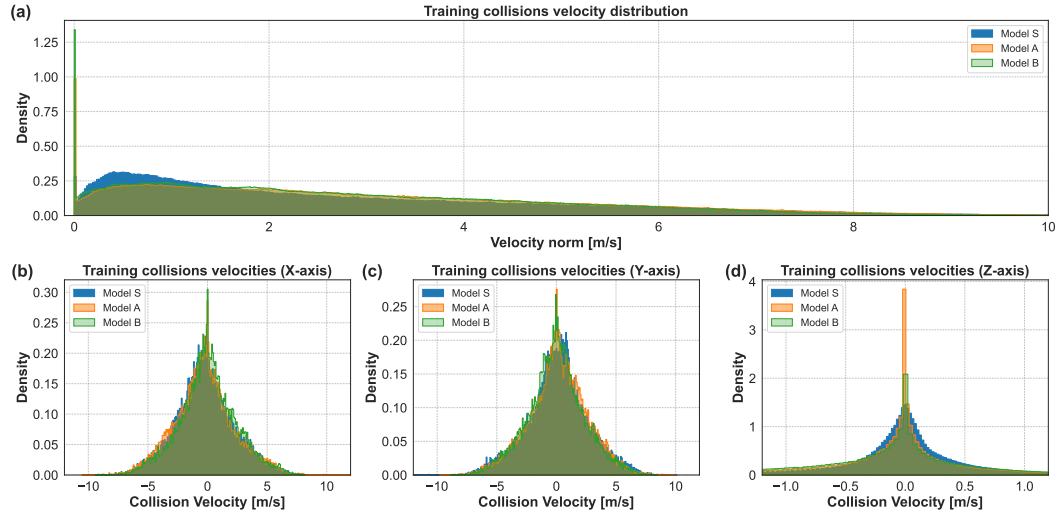 (a)
Training collisions velocity distribution
Density
1.25
1.00
0.75
0.50
0.25
0.00
Model S
Model A
Model B
0 2 4 6 8 10
Velocity norm [m/s]
(b)
Training collisions velocities (X-axis)
Density
0.30
0.25
0.20
0.15
0.10
0.05
0.00
Model S
Model A
Model B
−10 −5 0 5 10
Collision Velocity [m/s]
(c)
Training collisions velocities (Y-axis)
Density
0.25
0.20
0.15
0.10
0.05
0.00
Model S
Model A
Model B
−10 −5 0 5 10
Collision Velocity [m/s]
(d)
Training collisions velocities (Z-axis)
Density
4
3
2
1
0
Model S
Model A
Model B
−1.0 −0.5 0.0 0.5 1.0
Collision Velocity [m/s]